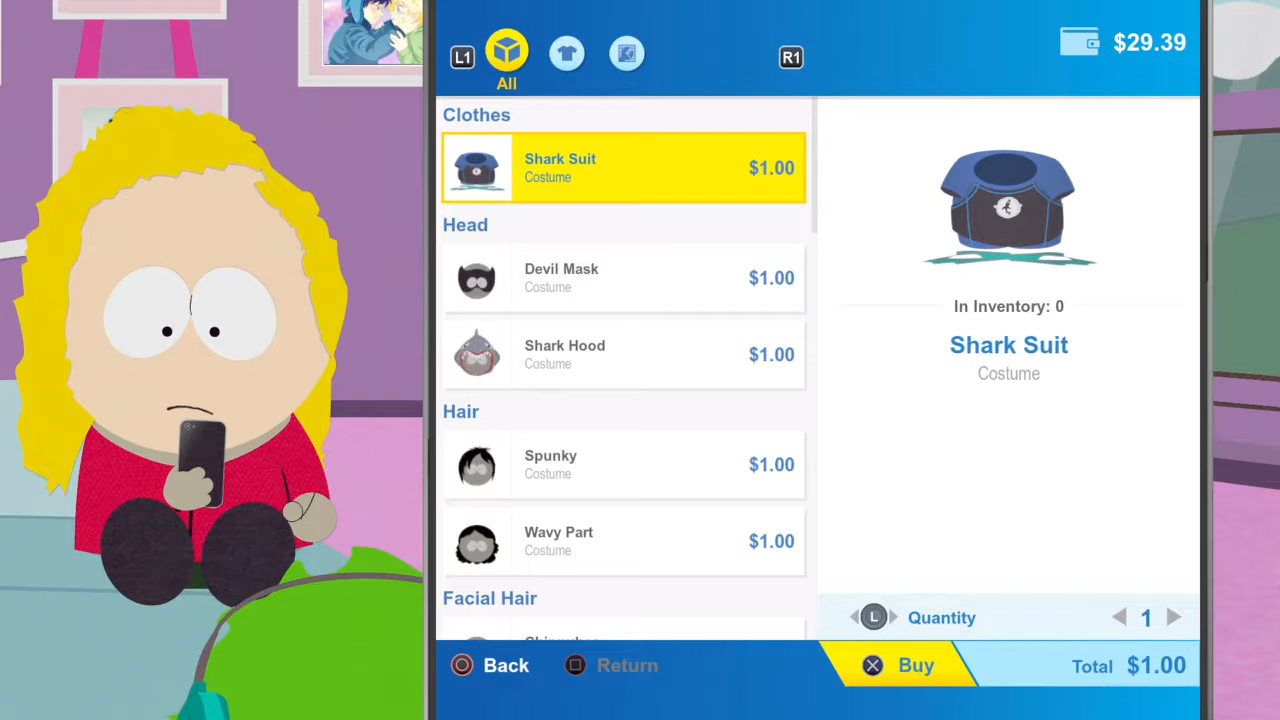 L1
R1
$29.39
All
Clothes
Shark Suit
Costume
$1.00
Head
Devil Mask
Costume
$1.00
Shark Hood
Costume
$1.00
Hair
Spunky
Costume
$1.00
Wavy Part
Costume
$1.00
Facial Hair
In Inventory: 0
Shark Suit
Costume
L Quantity 1
Back
Return
Buy
Total $1.00